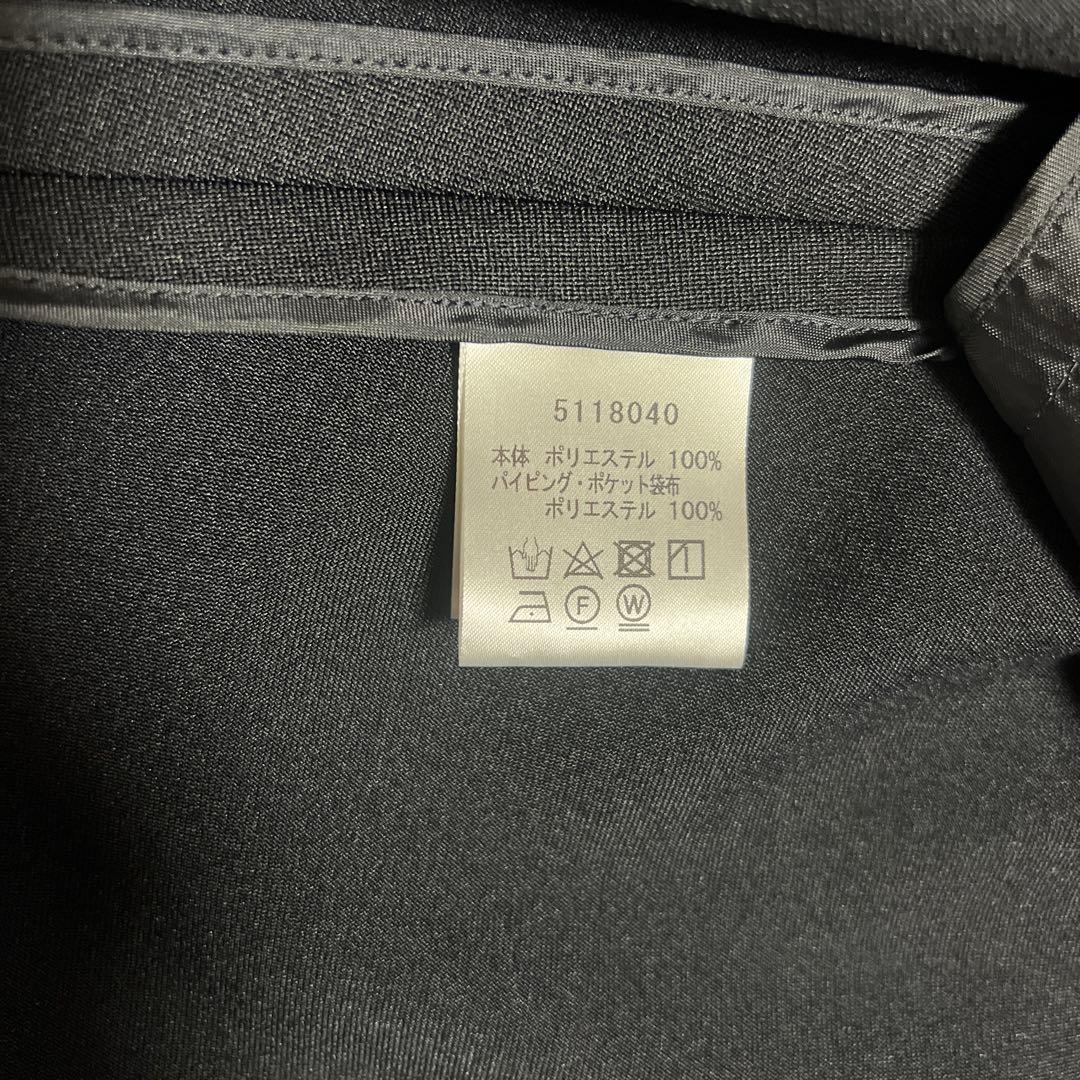 5118040
本体 ポリエステル 100%
パイピング・ポケット袋布
ポリエステル 100%
F W